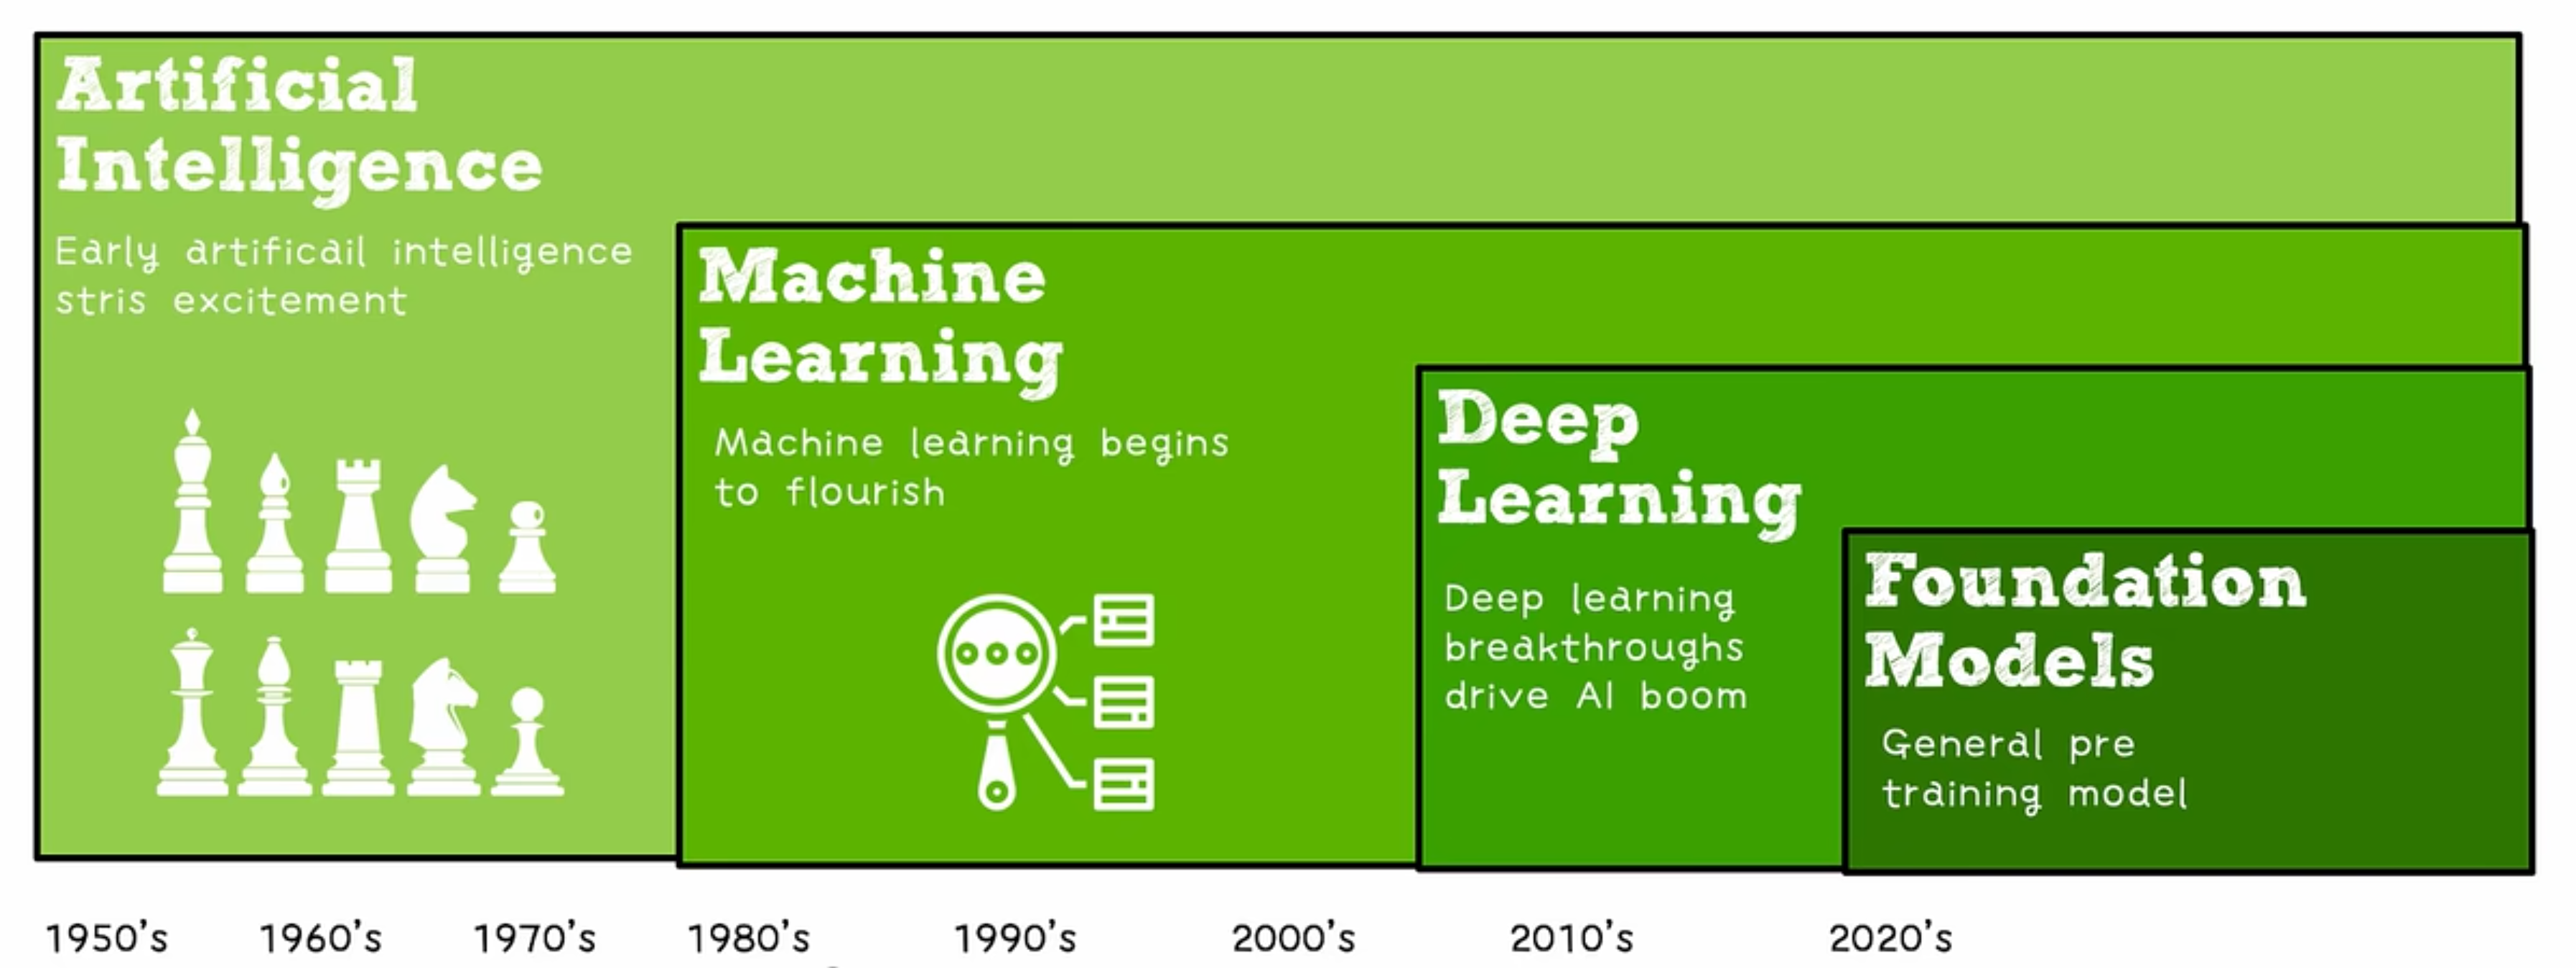 Artificial
Intelligence
Early artificail intelligence
stris excitement
Machine
Learning
Machine learning begins
to flourish
Deep
Learning
Deep learning
breakthroughs
drive AI boom
Foundation
Models
General pre
training model
1950's 1960's 1970's 1980's 1990's 2000's 2010's 2020's